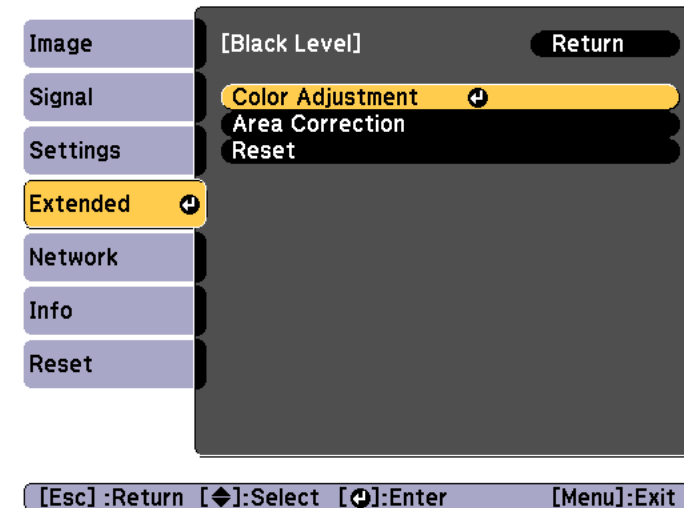 Image
Signal
Settings
Extended
Network
Info
Reset
[Black Level] Return
Color Adjustment
Area Correction
Reset
[Esc] :Return [ ]:Select [ ]:Enter [Menu]:Exit